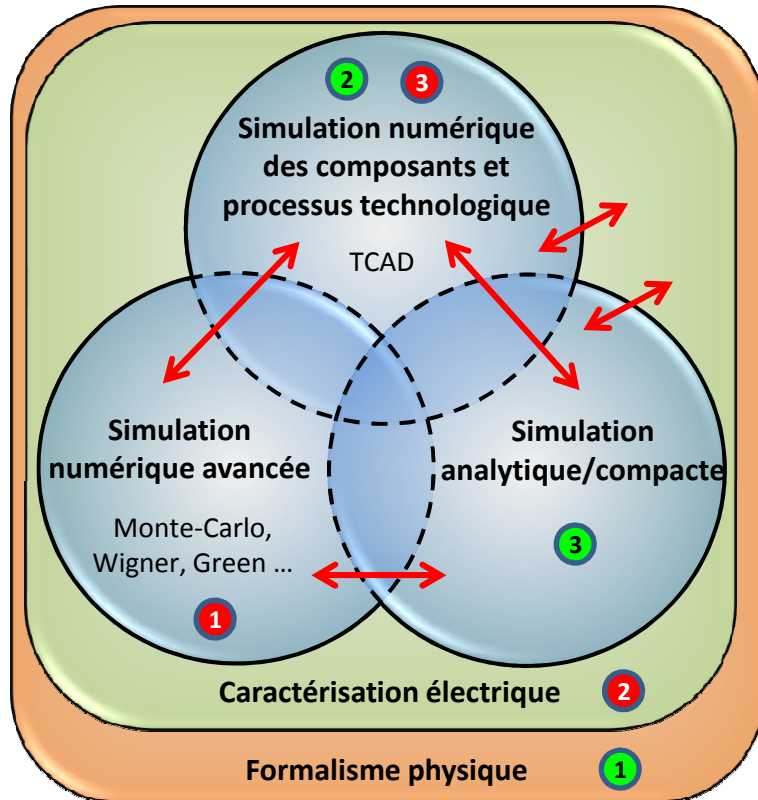 2 3
Simulation numérique
des composants et
processus technologique
TCAD
Simulation
numérique avancée
Monte-Carlo,
Wigner, Green ...
1
Simulation
analytique/compacte
3
Caractérisation électrique 2
Formalisme physique 1